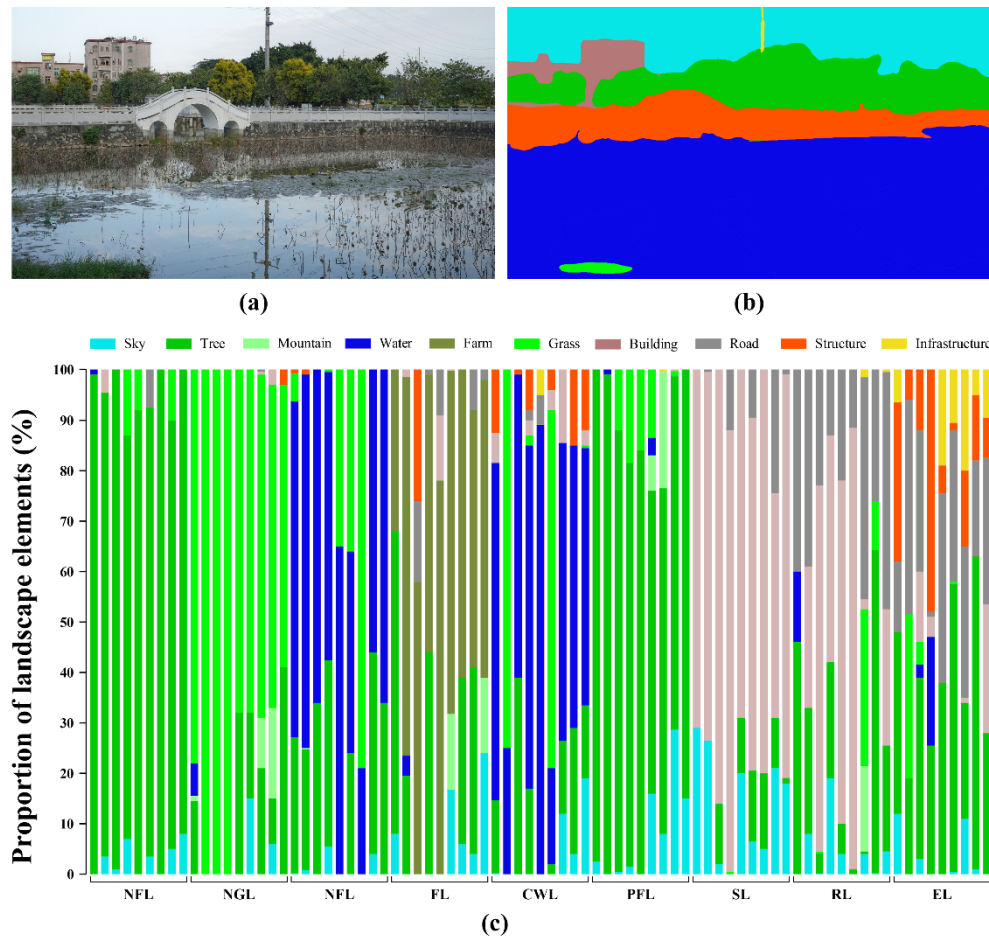 (a)
(b)
Sky Tree Mountain Water Farm Grass Building Road Structure Infrastructure
Proportion of landscape elements (%)
100
90
80
70
60
50
40
30
20
10
0
NFL NGL NFL FL CWL PFL SL RL EL
(c)